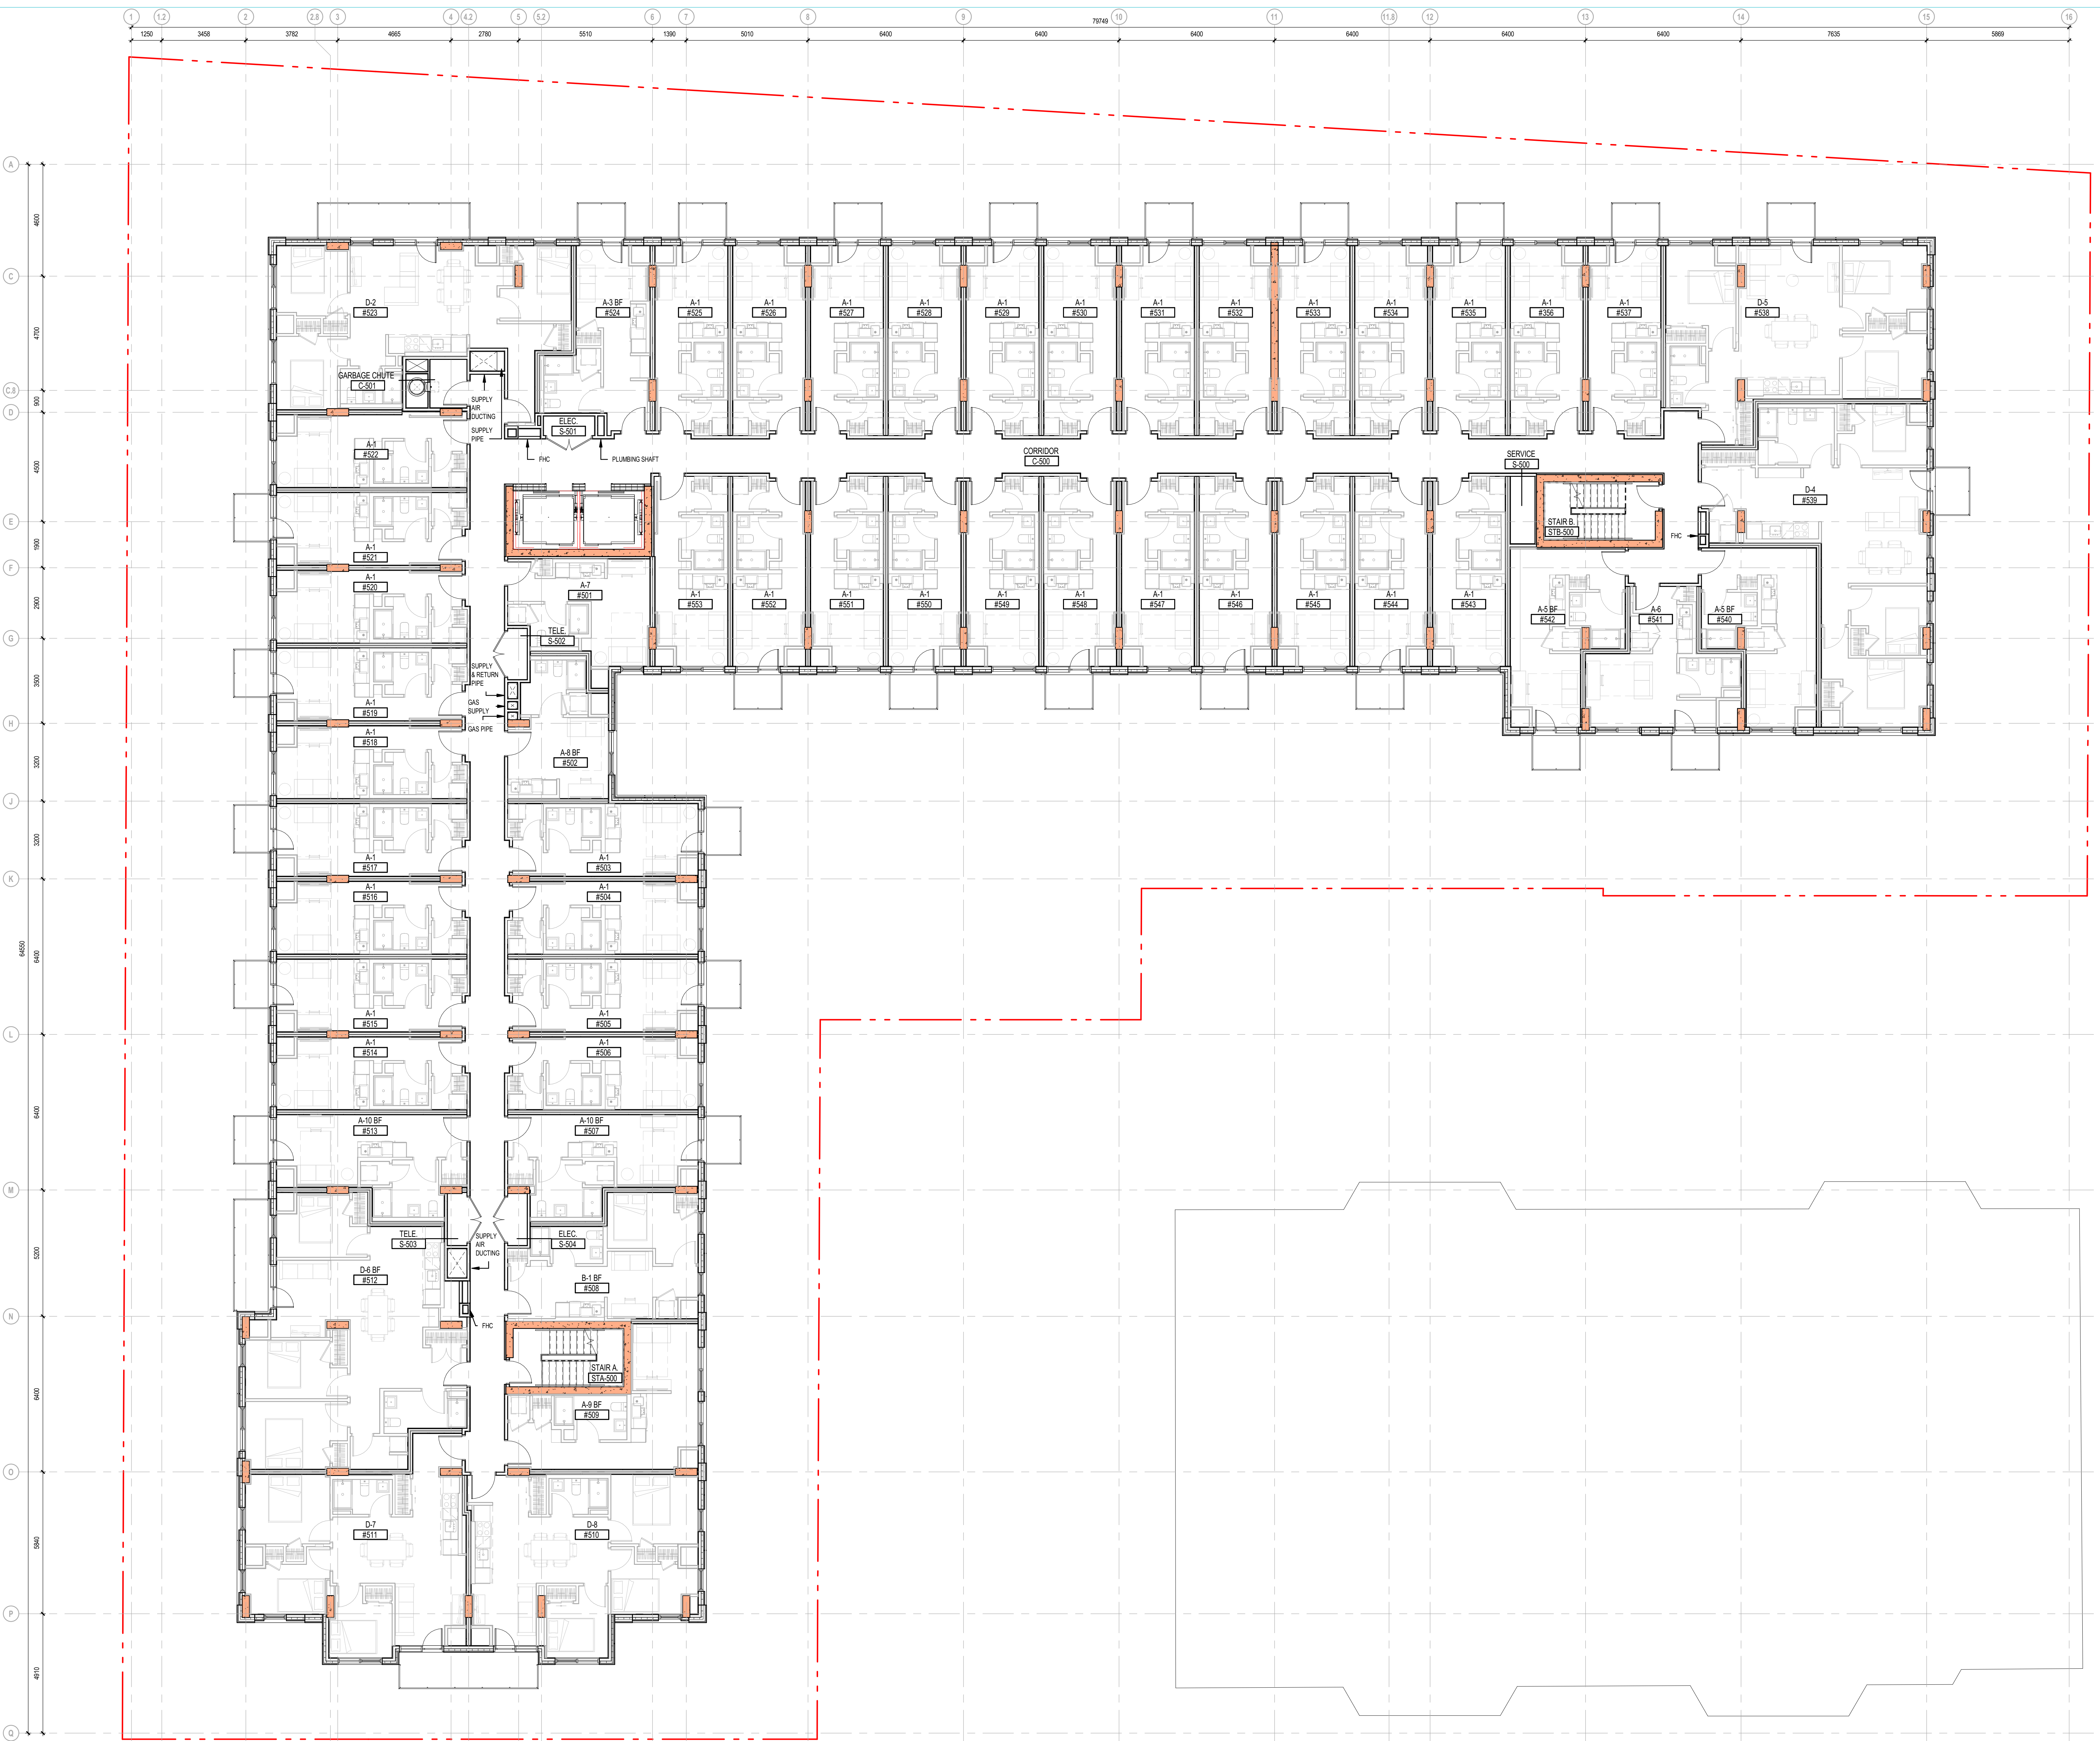 1 1.2 2 2.8 3 4 4.2 5 5.2 6 7 8 9 10 11 11.8 12 13 14 15 16
79749
1250 3458 3782 4665 2780 5510 1390 5010 6400 6400 6400 6400 6400 6400 7635 5869
A
4600
C
4700
C.8
900
D
4500
E
1900
F
2900
G
3500
H
3200
J
3200
K
64550
6400
L
6400
M
5200
N
6400
O
5840
P
4910
Q
D-2
#523
A-3 BF
#524
A-1
#525
A-1
#526
A-1
#527
A-1
#528
A-1
#529
A-1
#530
A-1
#531
A-1
#532
A-1
#533
A-1
#534
A-1
#535
A-1
#356
A-1
#537
D-5
#538
GARBAGE CHUTE
C-501
SUPPLY
AIR
DUCTING
SUPPLY
PIPE
ELEC.
S-501
FHC
PLUMBING SHAFT
CORRIDOR
C-500
SERVICE
S-500
STAIR B.
STB-500
FHC
D-4
#539
A-1
#522
A-1
#521
A-1
#520
A-7
#501
A-1
#553
A-1
#552
A-1
#551
A-1
#550
A-1
#549
A-1
#548
A-1
#547
A-1
#546
A-1
#545
A-1
#544
A-1
#543
A-5 BF
#542
A-6
#541
A-5 BF
#540
TELE.
S-502
SUPPLY
& RETURN
PIPE
GAS
SUPPLY
GAS PIPE
A-1
#519
A-1
#518
A-8 BF
#502
A-1
#517
A-1
#503
A-1
#516
A-1
#504
A-1
#515
A-1
#505
A-1
#514
A-1
#506
A-10 BF
#513
A-10 BF
#507
TELE.
S-503
SUPPLY
AIR
DUCTING
ELEC.
S-504
D-6 BF
#512
B-1 BF
#508
FHC
STAIR A.
STA-500
A-9 BF
#509
D-7
#511
D-8
#510